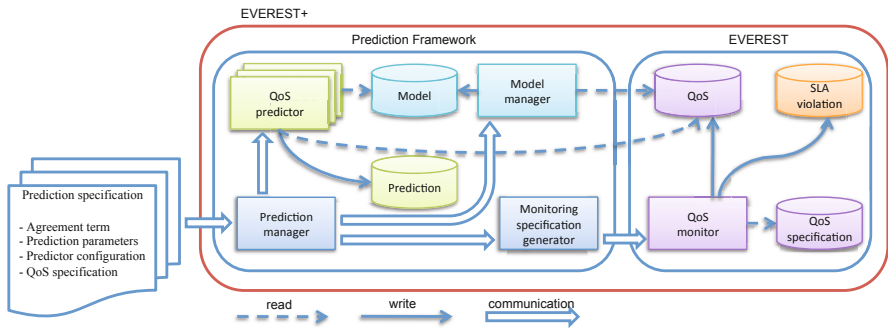 EVEREST+
Prediction Framework
EVEREST
QoS
predictor
Model
Model
manager
QoS
SLA
violation
Prediction
Prediction specification
- Agreement term
- Prediction parameters
- Predictor configuration
- QoS specification
Prediction
manager
Monitoring
specification
generator
QoS
monitor
QoS
specification
read
write
communication